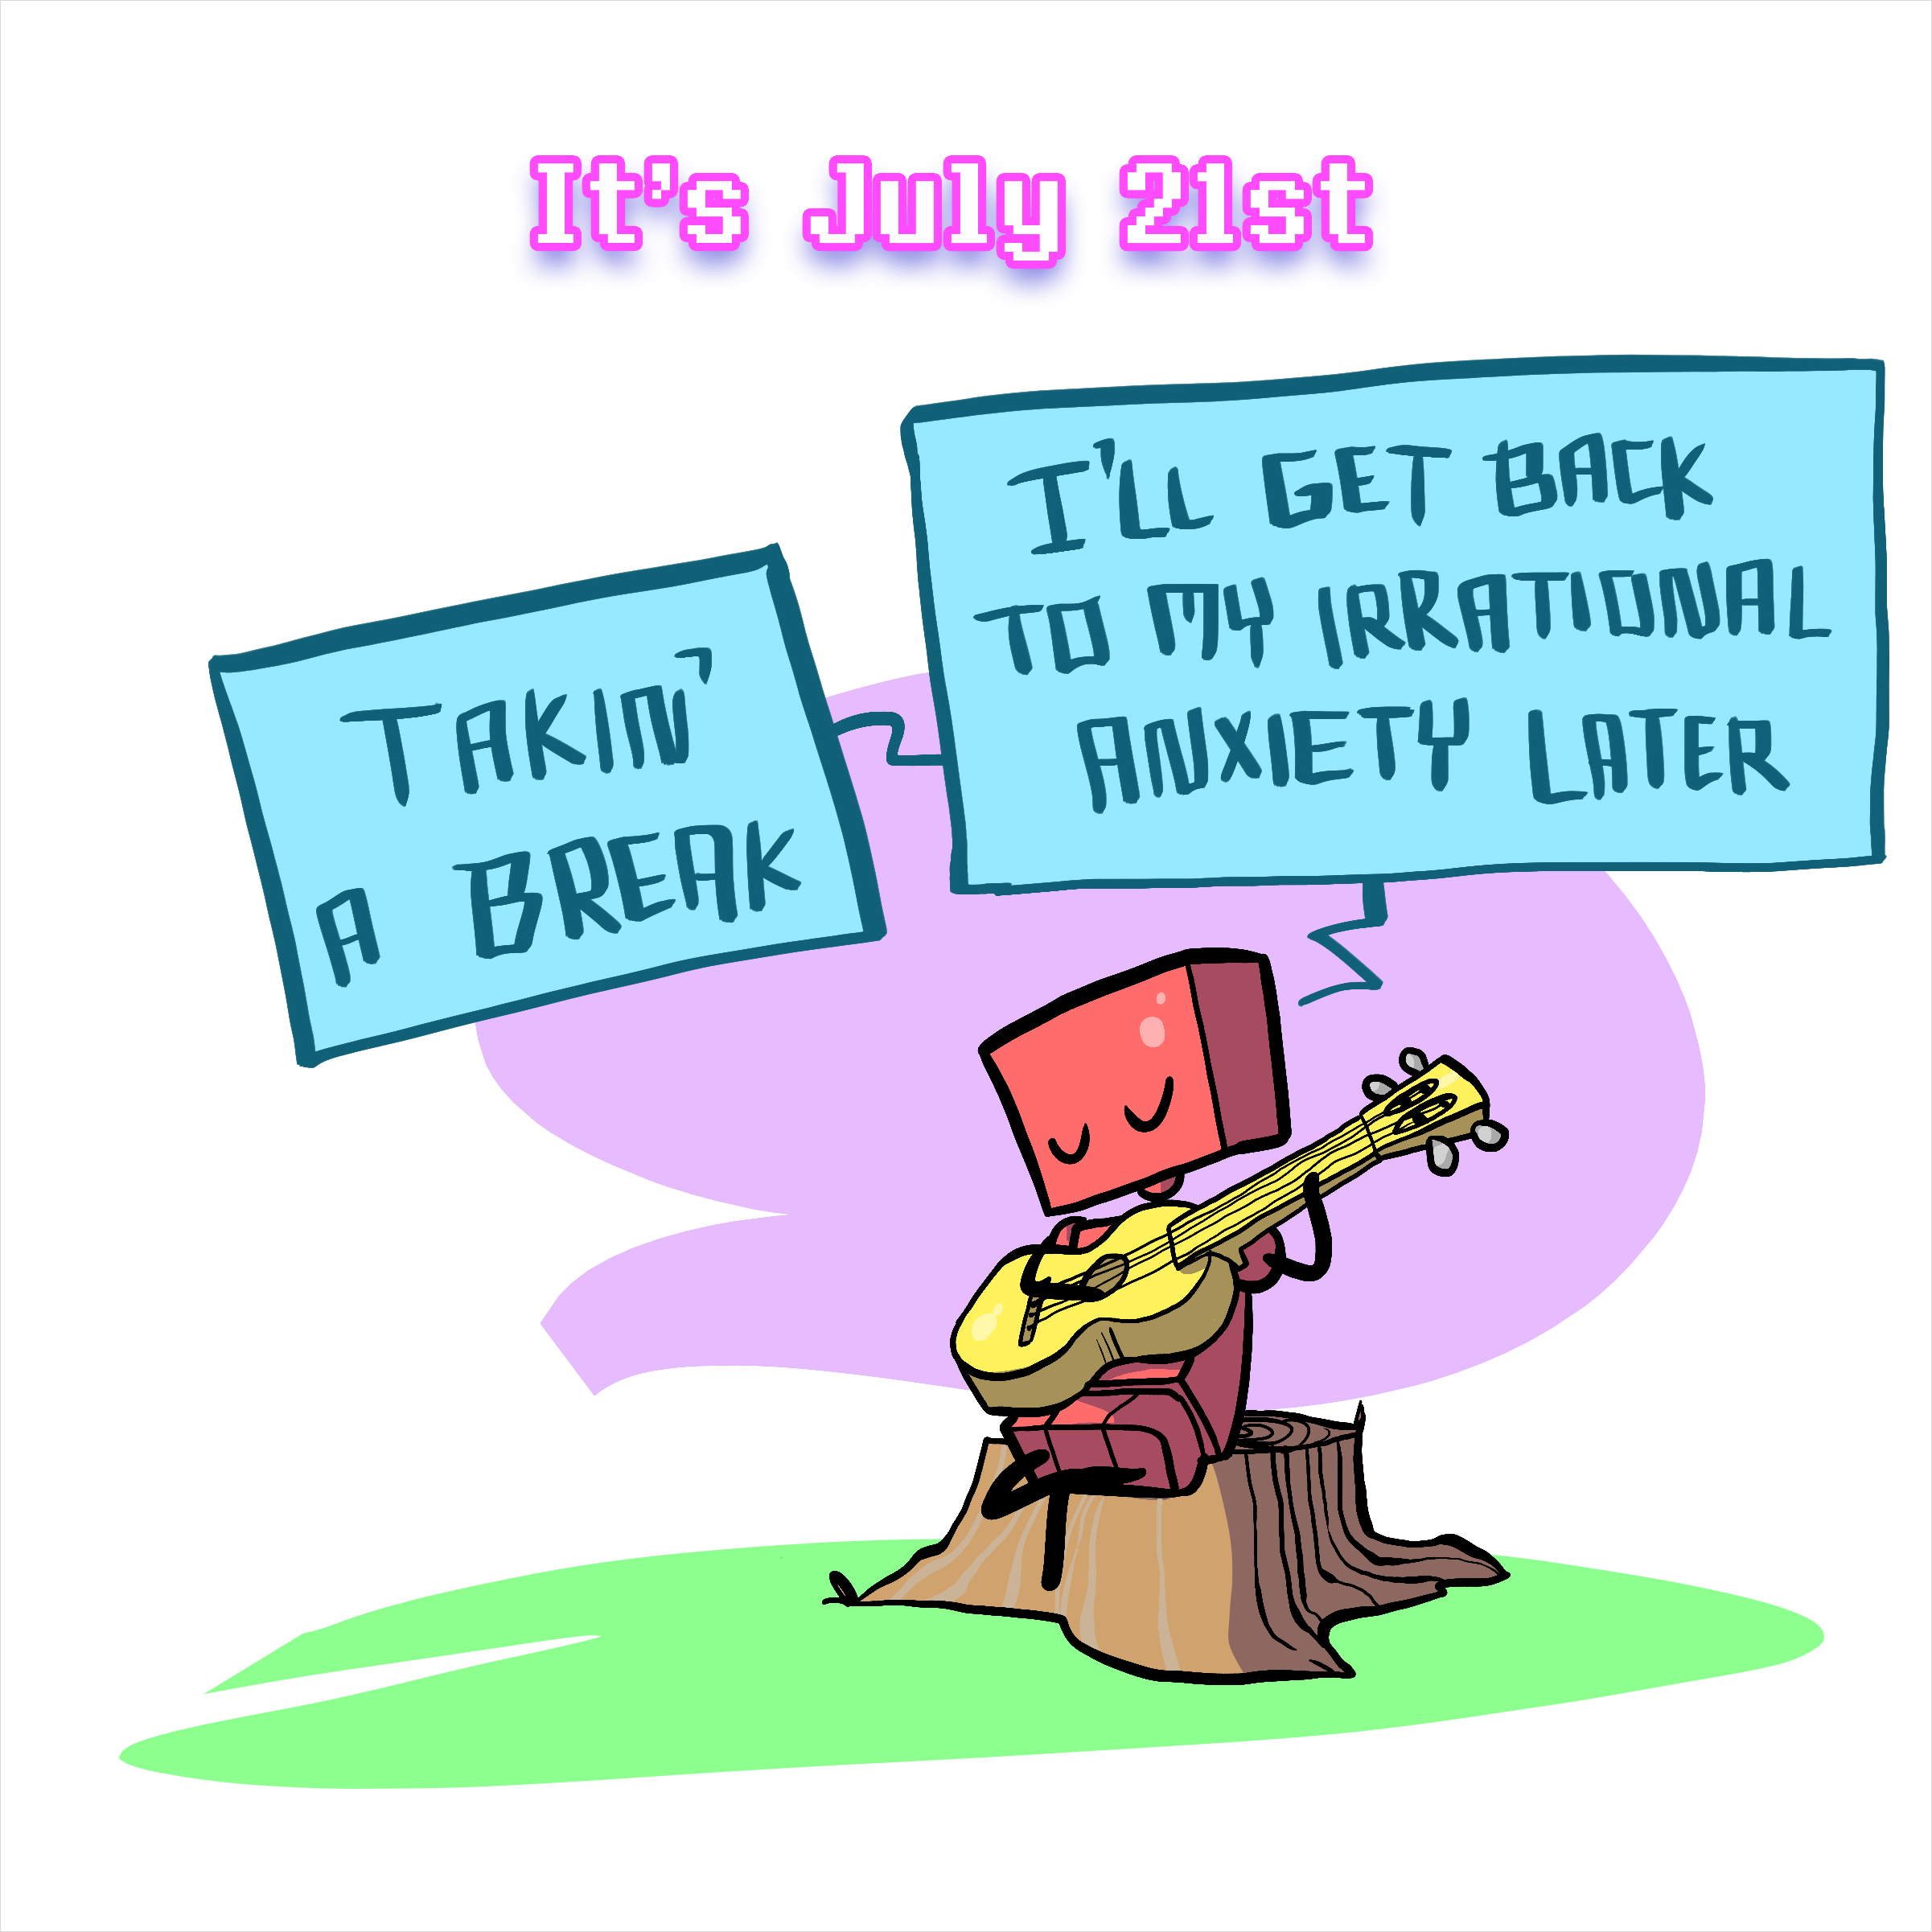 It's July 21st
TAKIN'
A BREAK
I'LL GET BACK
TO MY IRRATIONAL
ANXIETY LATER